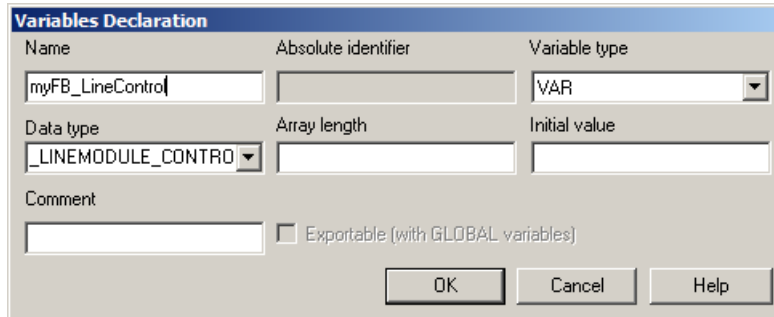 Variables Declaration
Name Absolute identifier Variable type
myFB_LineControl VAR
Data type Array length Initial value
_LINEMODULE_CONTRO
Comment
Exportable (with GLOBAL variables)
OK Cancel Help